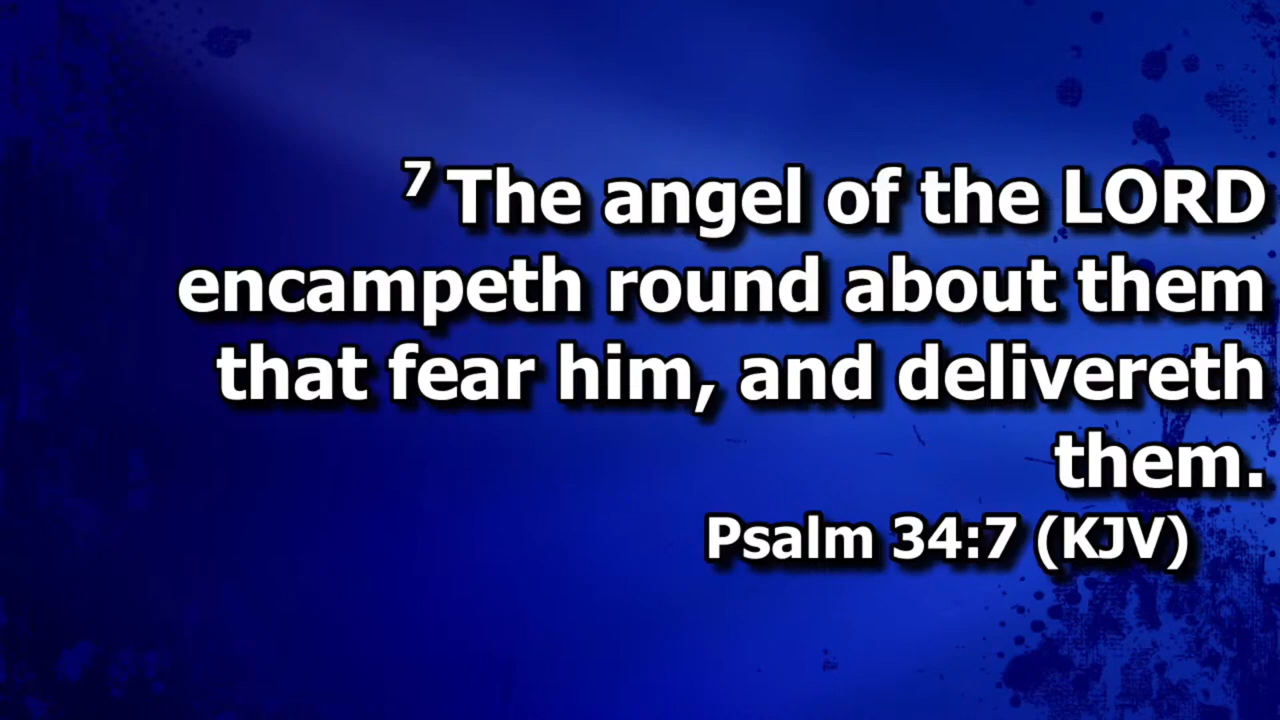 7 The angel of the LORD
encampeth round about them
that fear him, and delivereth
them.
Psalm 34:7 (KJV)